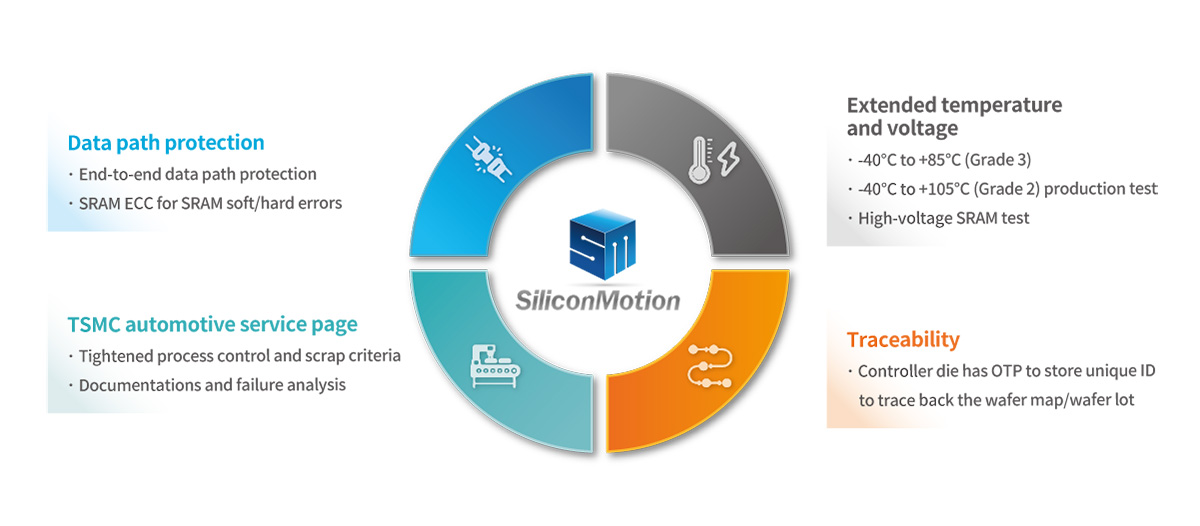 Data path protection
· End-to-end data path protection
· SRAM ECC for SRAM soft/hard errors
Extended temperature
and voltage
· -40°C to +85°C (Grade 3)
· -40°C to +105°C (Grade 2) production test
· High-voltage SRAM test
SM
SiliconMotion
TSMC automotive service page
· Tightened process control and scrap criteria
· Documentations and failure analysis
Traceability
· Controller die has OTP to store unique ID
to trace back the wafer map/wafer lot